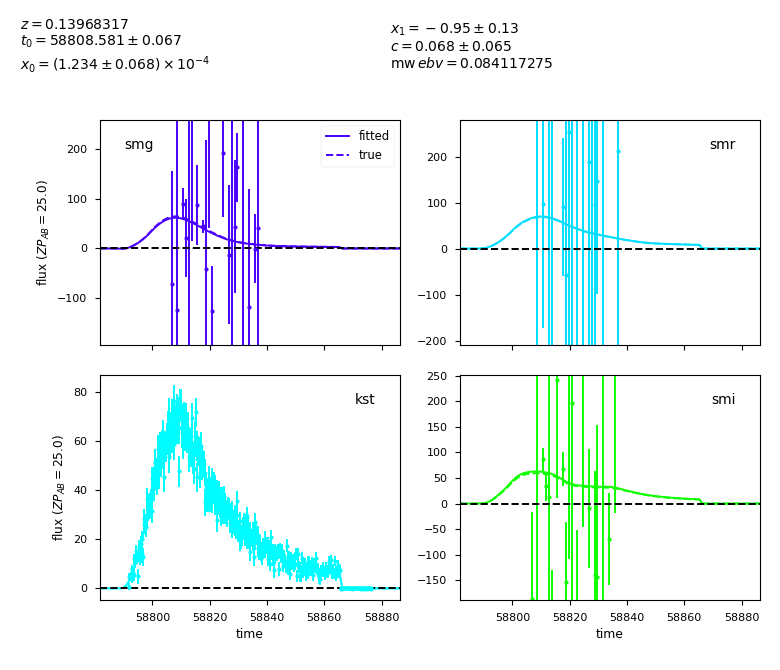 z = 0.13968317
t₀ = 58808.581 ± 0.067
x₀ = (1.234 ± 0.068) × 10⁻⁴
x₁ = −0.95 ± 0.13
c = 0.068 ± 0.065
mw ebv = 0.084117275
smg
fitted
true
200
100
0
−100
flux (ZP_AB = 25.0)
smr
200
100
0
−100
−200
kst
80
60
40
20
0
flux (ZP_AB = 25.0)
58800 58820 58840 58860 58880
time
smi
250
200
150
100
50
0
−50
−100
−150
58800 58820 58840 58860 58880
time